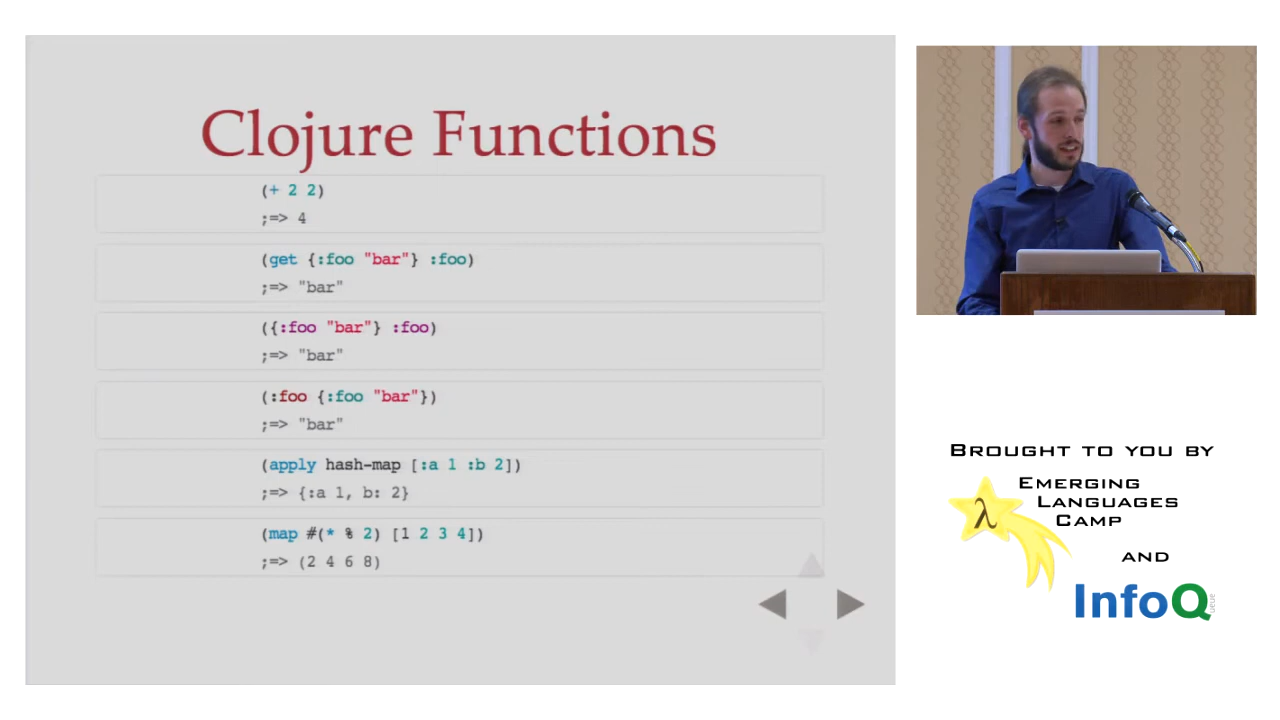 Clojure Functions
(+ 2 2)
;=> 4
(get {:foo "bar"} :foo)
;=> "bar"
({:foo "bar"} :foo)
;=> "bar"
(:foo {:foo "bar"})
;=> "bar"
(apply hash-map [:a 1 :b 2])
;=> {:a 1, b: 2}
(map #(* % 2) [1 2 3 4])
;=> (2 4 6 8)
BROUGHT TO YOU BY
EMERGING
LANGUAGES
CAMP
λ
AND
InfoQ
ueue